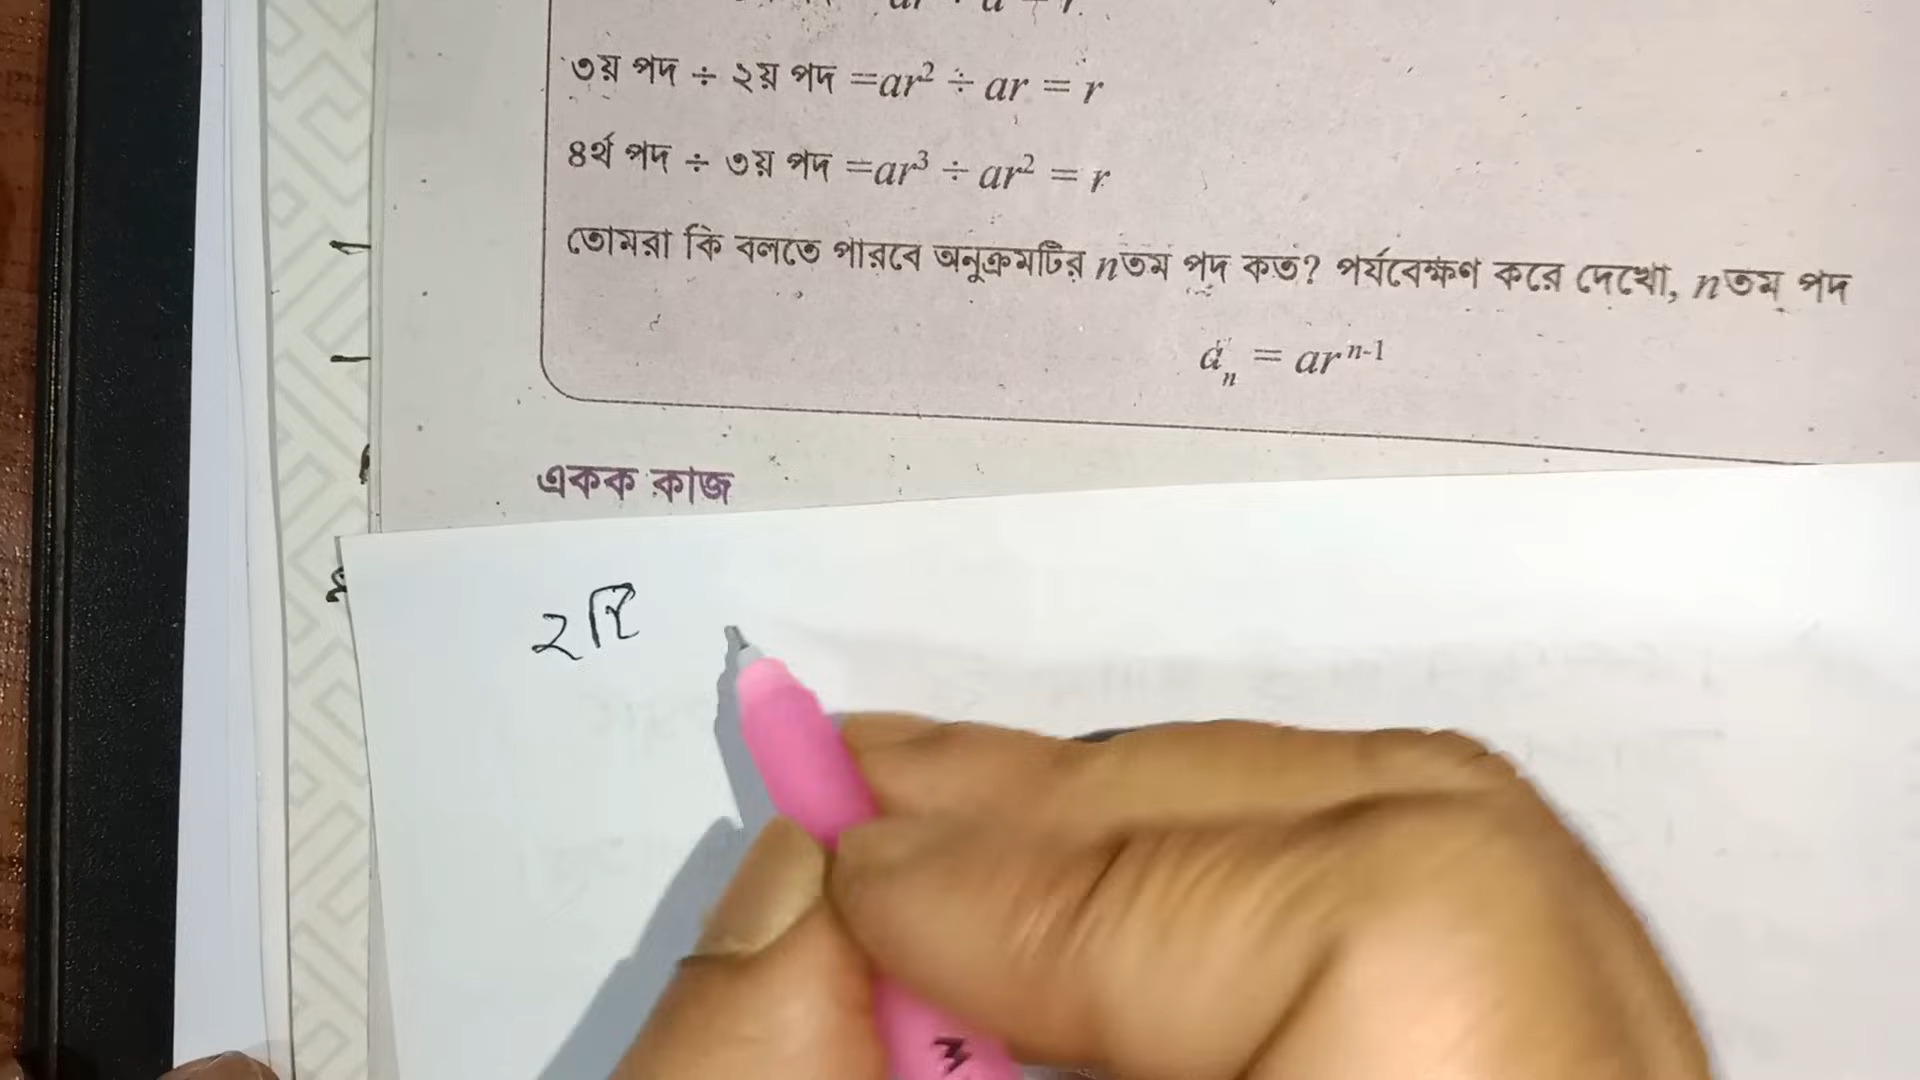 ৩য় পদ ÷ ২য় পদ =ar² ÷ ar = r
৪র্থ পদ ÷ ৩য় পদ =ar³ ÷ ar² = r
তোমরা কি বলতে পারবে অনুক্রমটির nতম পদ কত? পর্যবেক্ষণ করে দেখো, nতম পদ
aₙ = arⁿ⁻¹
একক কাজ